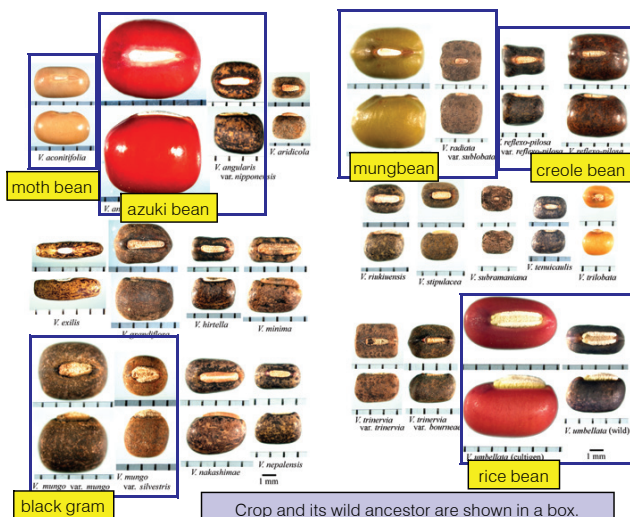 V. aconitifolia
moth bean
azuki bean
V. angularis
var. nipponensis
V. aridicola
mungbean
V. radiata
var. sublobata
V. reflexo-pilosa
creole bean
V. exilis
V. grandiflora
V. hirtella
V. minima
V. riukiuensis
V. stipulacea
V. subramaniana
V. tenuicaulis
V. trilobata
V. mungo var. mungo
V. mungo
var. silvestris
V. nakashimae
V. nepalensis
1 mm
black gram
V. trinervia
var. trinervia
V. trinervia
V. umbellata (cultigen)
V. umbellata (wild)
1 mm
rice bean
Crop and its wild ancestor are shown in a box.